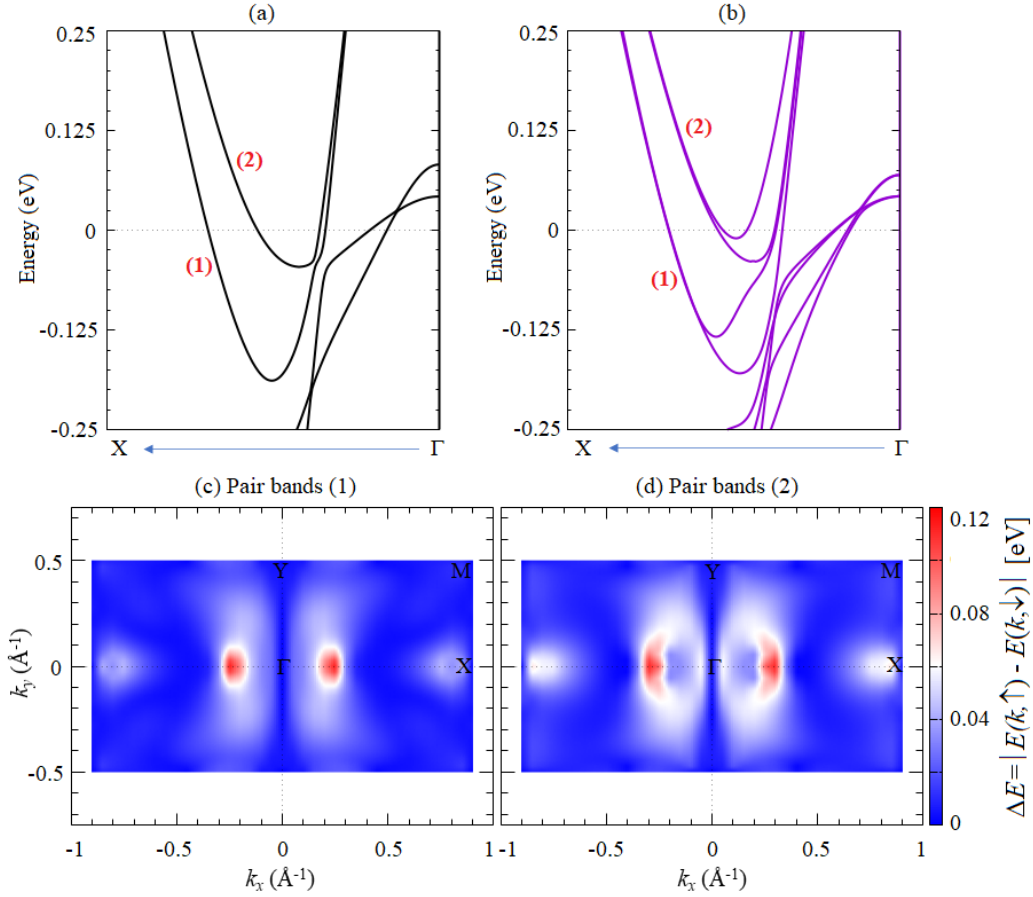 (a)
(b)
Energy (eV)
0.25
0.125
0
-0.125
-0.25
(2)
(1)
X
Γ
Energy (eV)
0.25
0.125
0
-0.125
-0.25
(2)
(1)
X
Γ
(c) Pair bands (1)
(d) Pair bands (2)
k_y (Å⁻¹)
0.5
0
-0.5
Y
M
Γ
X
-1
-0.5
0
0.5
1
k_x (Å⁻¹)
Y
M
Γ
X
-1
-0.5
0
0.5
1
k_x (Å⁻¹)
0.12
0.08
0.04
0
ΔE=| E(k,↑) - E(k,↓)| [eV]